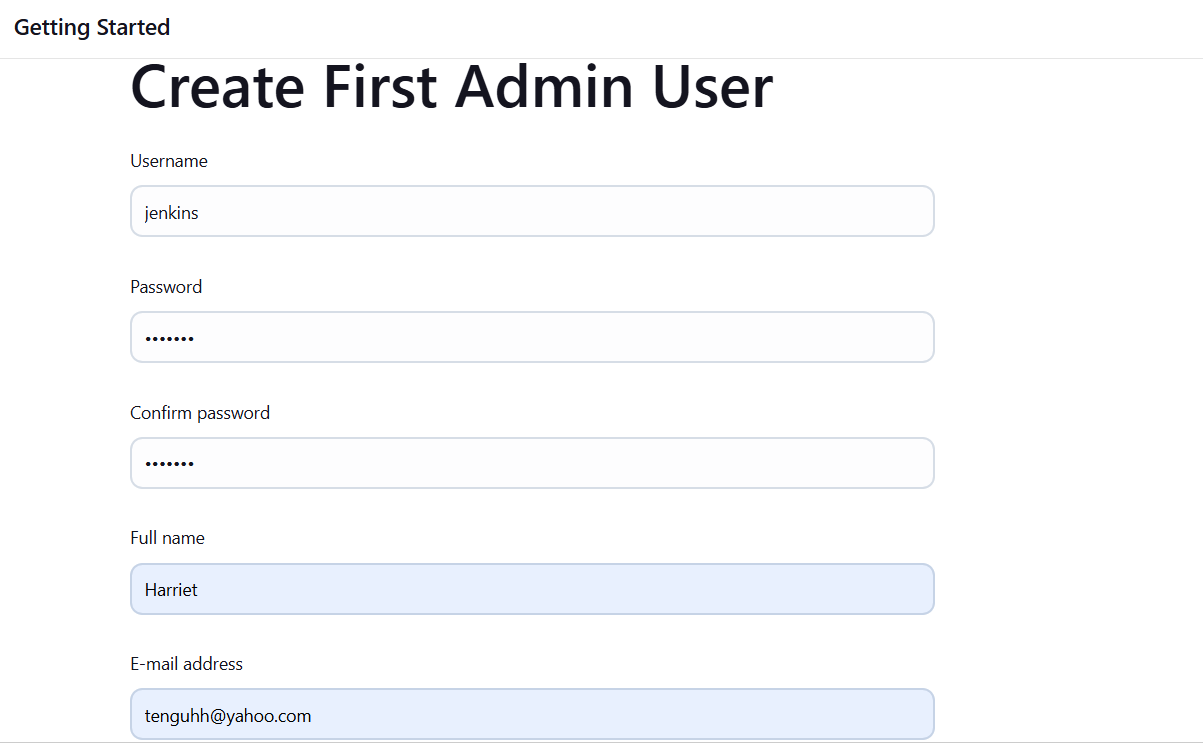 Getting Started
Create First Admin User
Username
jenkins
Password
•••••••
Confirm password
•••••••
Full name
Harriet
E-mail address
tenguhh@yahoo.com